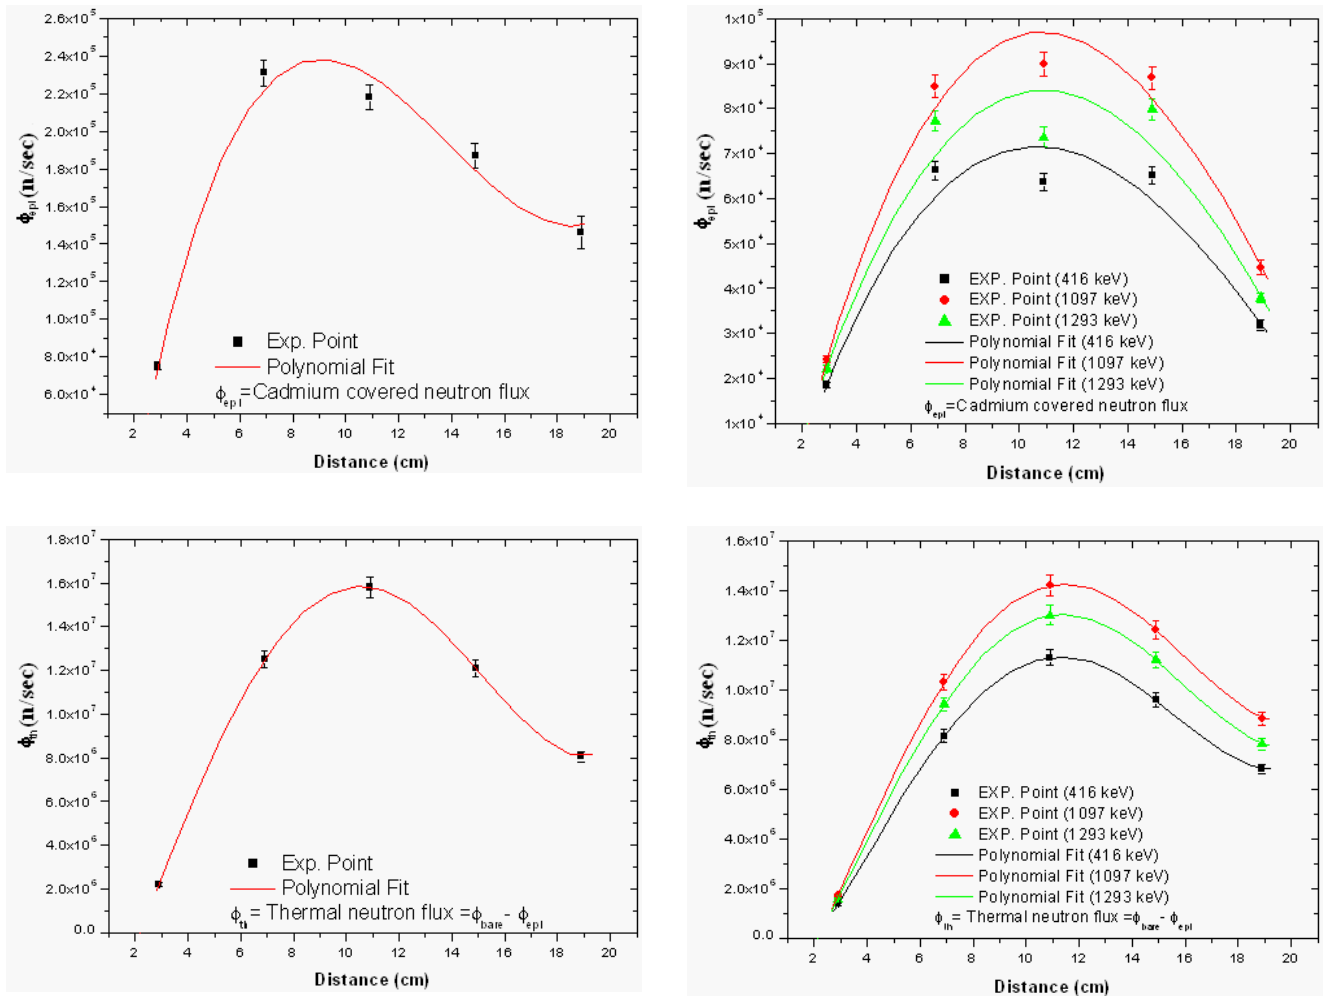 2.6x10⁵
2.4x10⁵
2.2x10⁵
2.0x10⁵
1.8x10⁵
1.6x10⁵
1.4x10⁵
1.2x10⁵
1.0x10⁵
8.0x10⁴
6.0x10⁴
ϕepl (n/sec)
Exp. Point
Polynomial Fit
ϕepl=Cadmium covered neutron flux
2 4 6 8 10 12 14 16 18 20
Distance (cm)
1x10⁵
9x10⁴
8x10⁴
7x10⁴
6x10⁴
5x10⁴
4x10⁴
3x10⁴
2x10⁴
1x10⁴
ϕepl (n/sec)
EXP. Point (416 keV)
EXP. Point (1097 keV)
EXP. Point (1293 keV)
Polynomial Fit (416 keV)
Polynomial Fit (1097 keV)
Polynomial Fit (1293 keV)
ϕepl=Cadmium covered neutron flux
2 4 6 8 10 12 14 16 18 20
Distance (cm)
1.8x10⁷
1.6x10⁷
1.4x10⁷
1.2x10⁷
1.0x10⁷
8.0x10⁶
6.0x10⁶
4.0x10⁶
2.0x10⁶
0.0
ϕth (n/sec)
Exp. Point
Polynomial Fit
ϕth= Thermal neutron flux =ϕbare- ϕepl
2 4 6 8 10 12 14 16 18 20
Distance (cm)
1.6x10⁷
1.4x10⁷
1.2x10⁷
1.0x10⁷
8.0x10⁶
6.0x10⁶
4.0x10⁶
2.0x10⁶
0.0
ϕth (n/sec)
EXP. Point (416 keV)
EXP. Point (1097 keV)
EXP. Point (1293 keV)
Polynomial Fit (416 keV)
Polynomial Fit (1097 keV)
Polynomial Fit (1293 keV)
ϕth= Thermal neutron flux =ϕbare- ϕepl
2 4 6 8 10 12 14 16 18 20
Distance (cm)